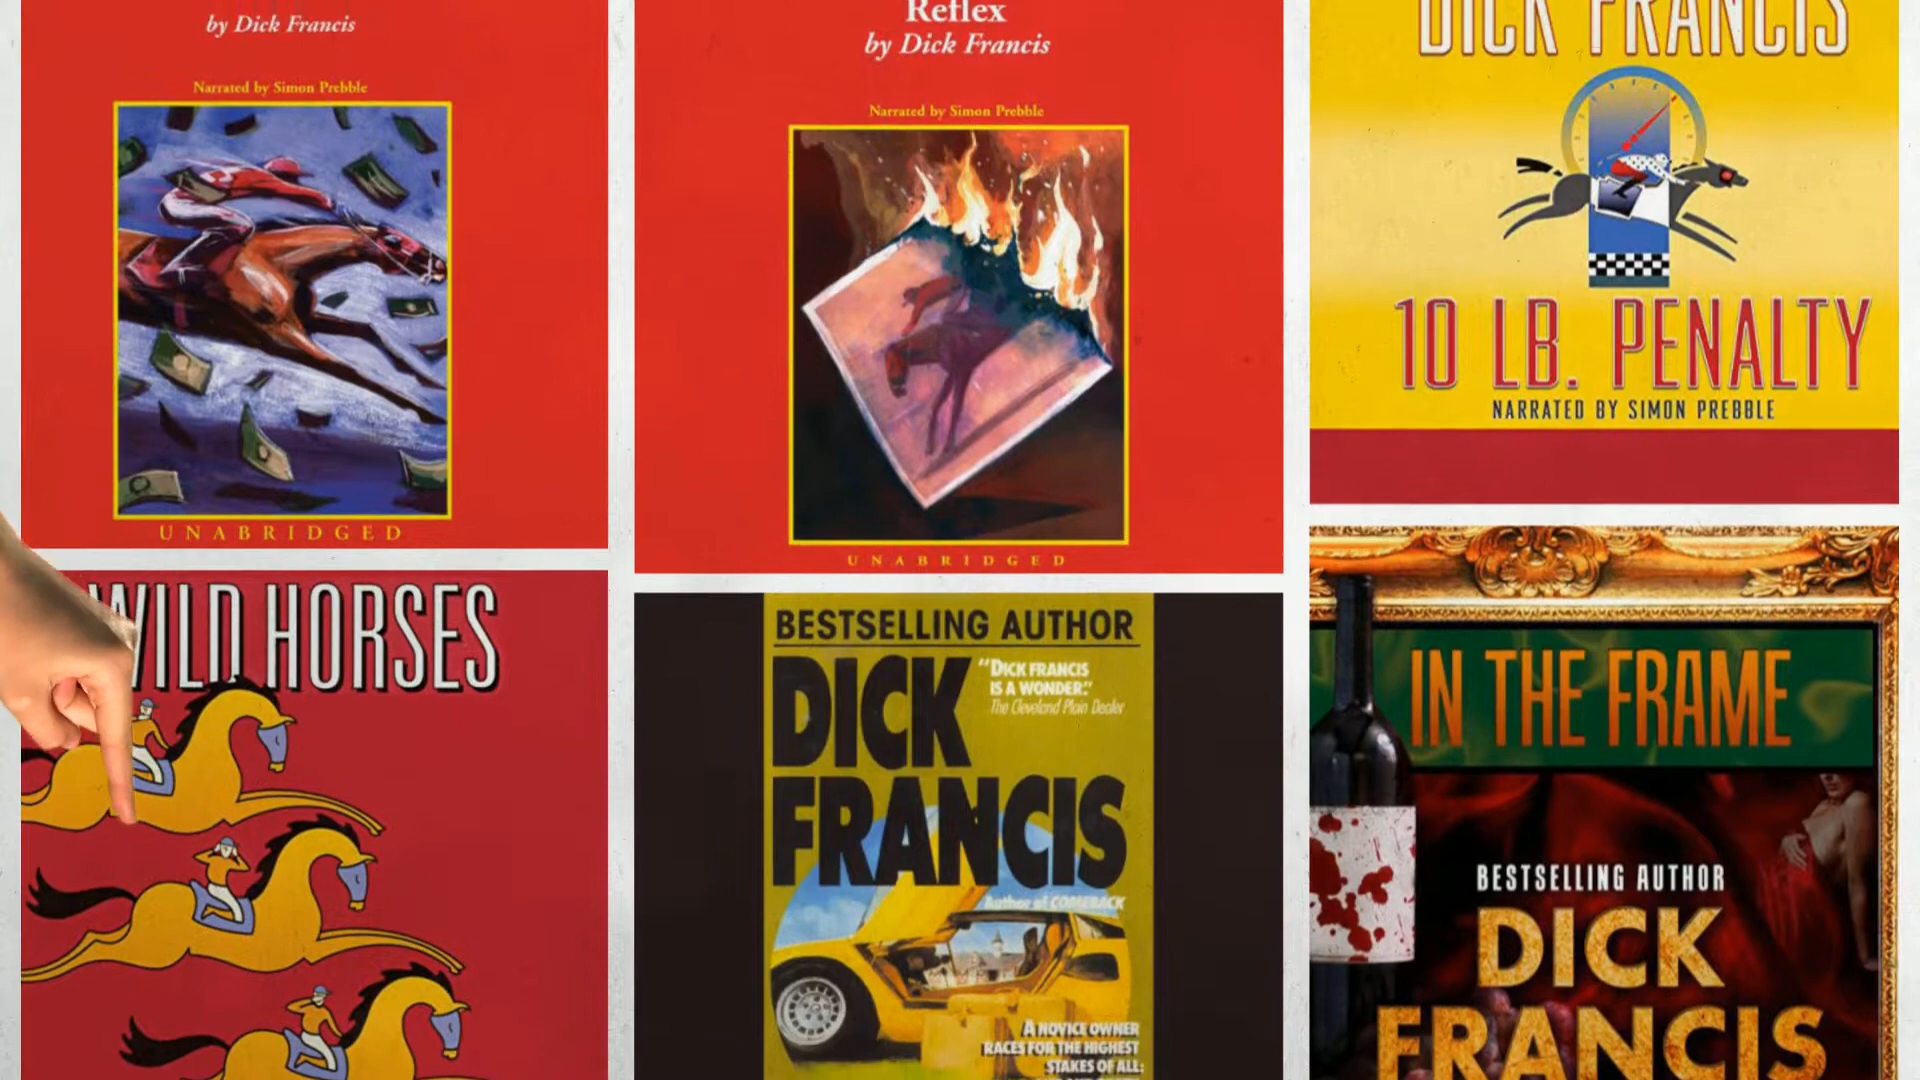 by Dick Francis
Narrated by Simon Prebble
UNABRIDGED
Reflex
by Dick Francis
Narrated by Simon Prebble
UNABRIDGED
DICK FRANCIS
10 LB. PENALTY
NARRATED BY SIMON PREBBLE
WILD HORSES
BESTSELLING AUTHOR
DICK
FRANCIS
"DICK FRANCIS
IS A WONDER."
The Cleveland Plain Dealer
Author of COMEBACK
A NOVICE OWNER
RACES FOR THE HIGHEST
STAKES OF ALL:
IN THE FRAME
BESTSELLING AUTHOR
DICK
FRANCIS